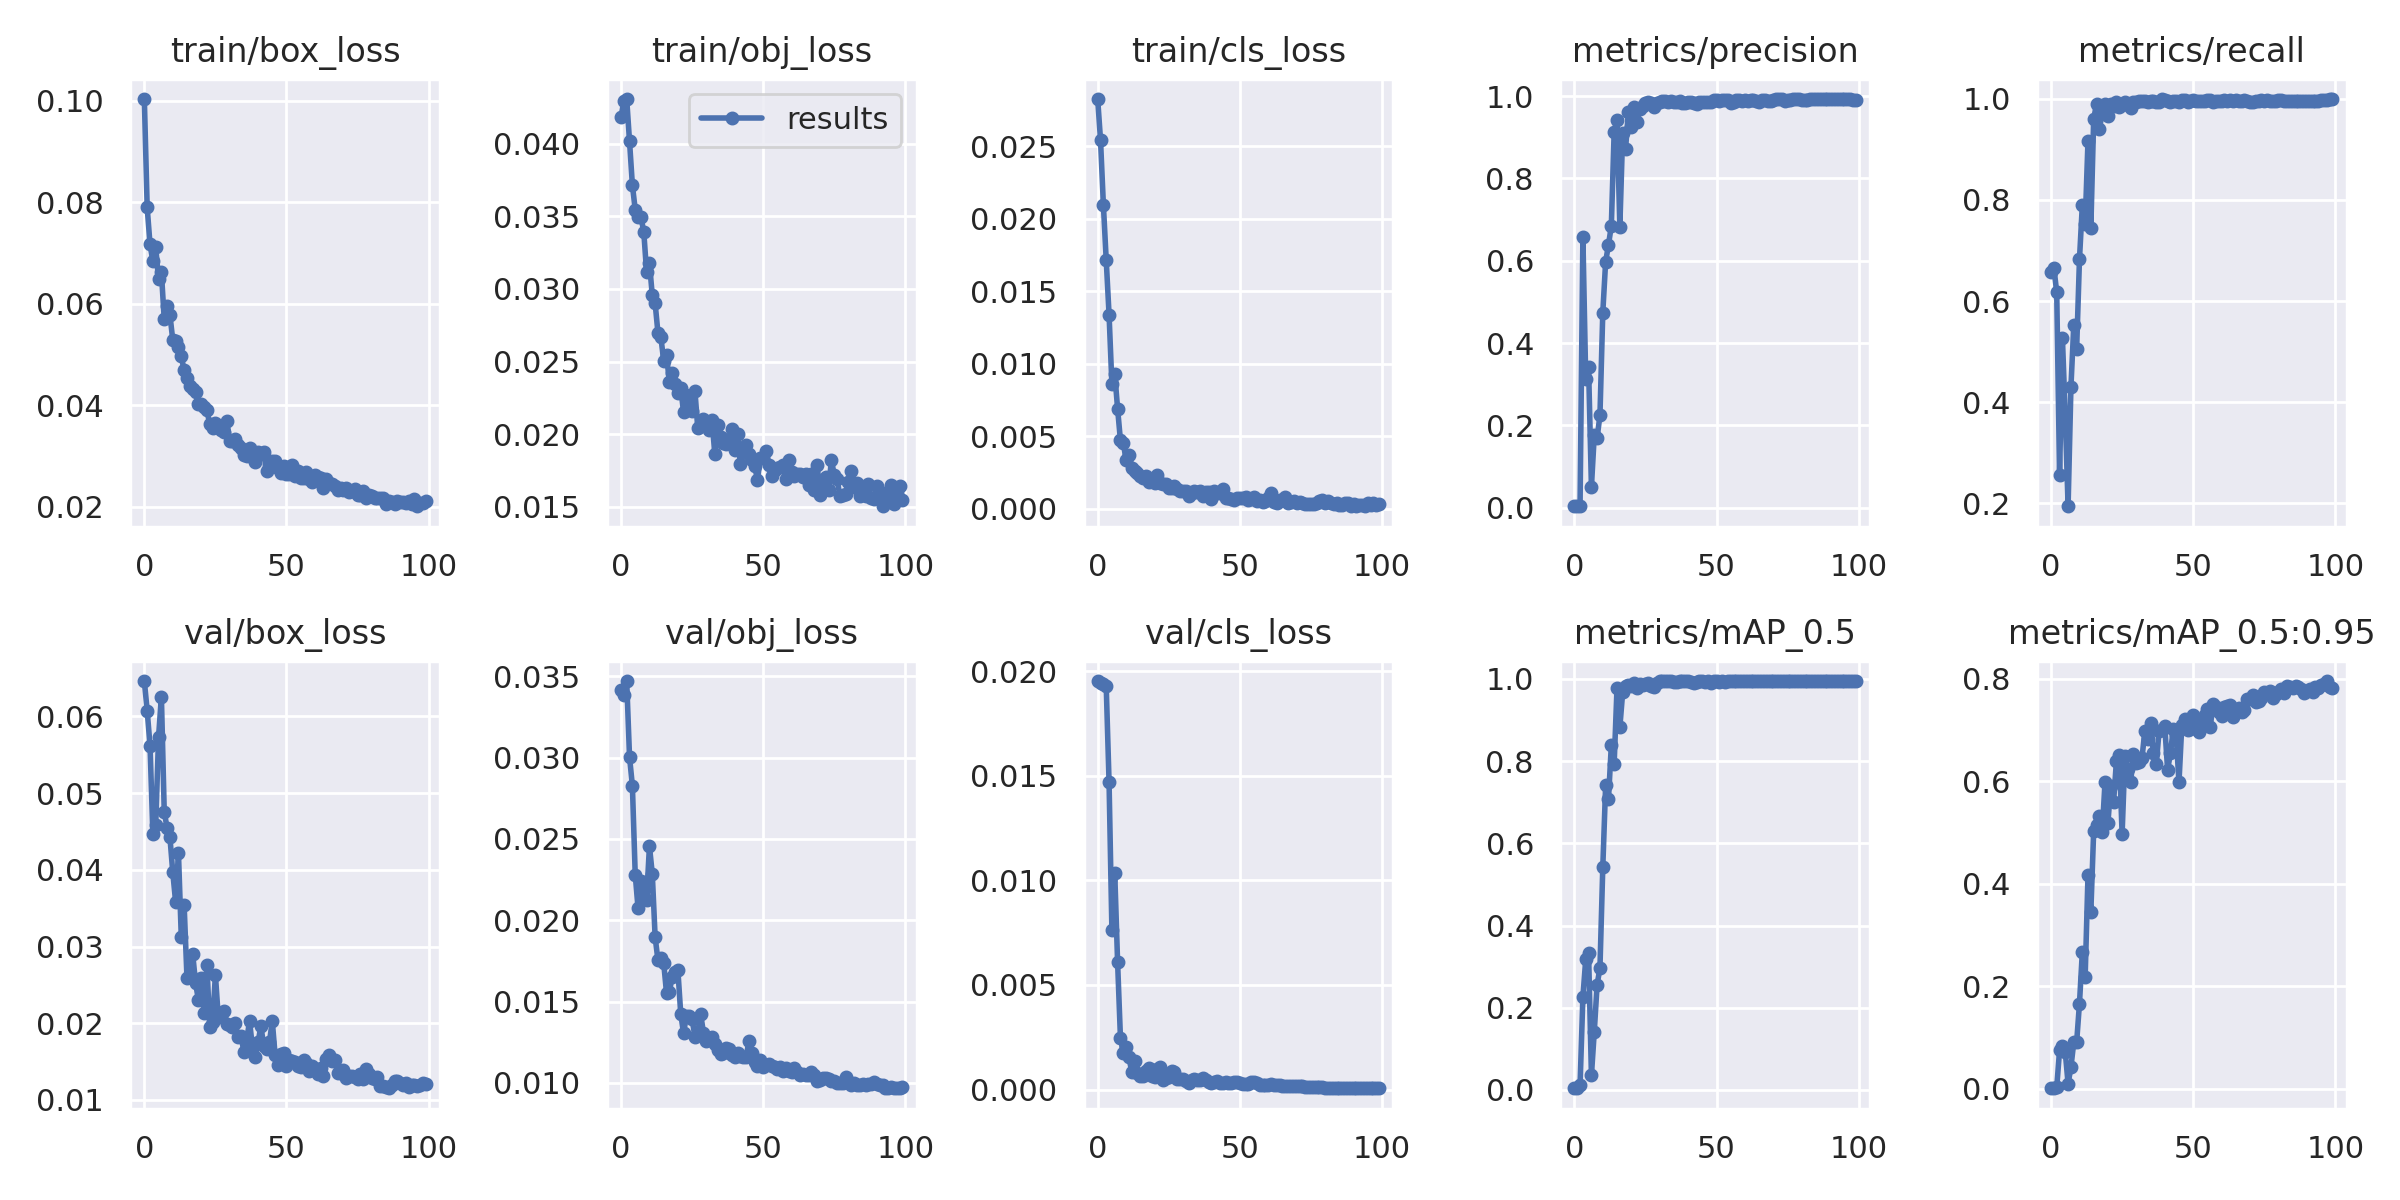 train/box_loss
0.10
0.08
0.06
0.04
0.02
0 50 100
train/obj_loss
results
0.040
0.035
0.030
0.025
0.020
0.015
0 50 100
train/cls_loss
0.025
0.020
0.015
0.010
0.005
0.000
0 50 100
metrics/precision
1.0
0.8
0.6
0.4
0.2
0.0
0 50 100
metrics/recall
1.0
0.8
0.6
0.4
0.2
0 50 100
val/box_loss
0.06
0.05
0.04
0.03
0.02
0.01
0 50 100
val/obj_loss
0.035
0.030
0.025
0.020
0.015
0.010
0 50 100
val/cls_loss
0.020
0.015
0.010
0.005
0.000
0 50 100
metrics/mAP_0.5
1.0
0.8
0.6
0.4
0.2
0.0
0 50 100
metrics/mAP_0.5:0.95
0.8
0.6
0.4
0.2
0.0
0 50 100